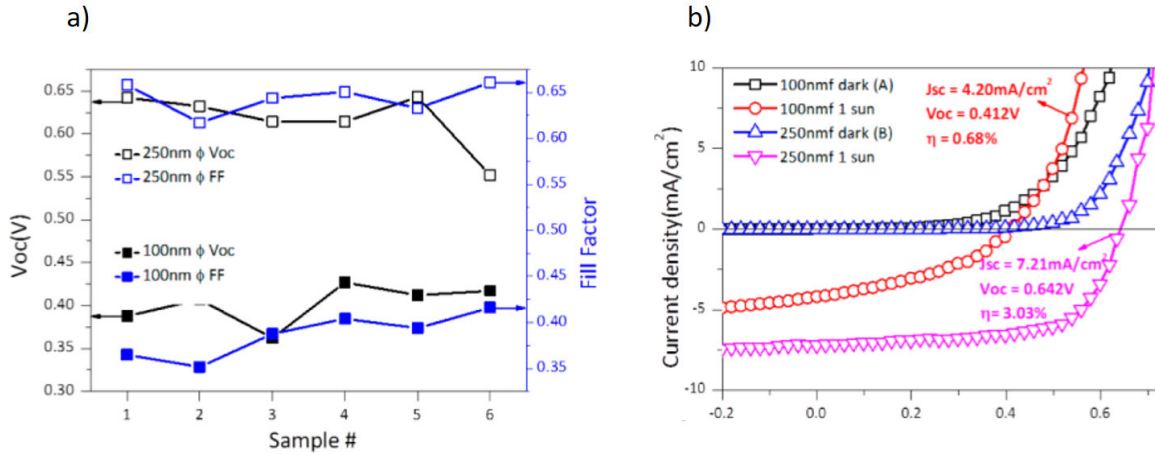 a)
b)
0.65
0.60
0.55
0.50
0.45
0.40
0.35
0.30
Voc(V)
250nm ϕ Voc
250nm ϕ FF
100nm ϕ Voc
100nm ϕ FF
0.65
0.60
0.55
0.50
0.45
0.40
0.35
Fill Factor
1 2 3 4 5 6
Sample #
10
5
0
-5
-10
Current density(mA/cm²)
100nmf dark (A)
100nmf 1 sun
250nmf dark (B)
250nmf 1 sun
Jsc = 4.20mA/cm²
Voc = 0.412V
η = 0.68%
Jsc = 7.21mA/cm²
Voc = 0.642V
η = 3.03%
-0.2 0.0 0.2 0.4 0.6